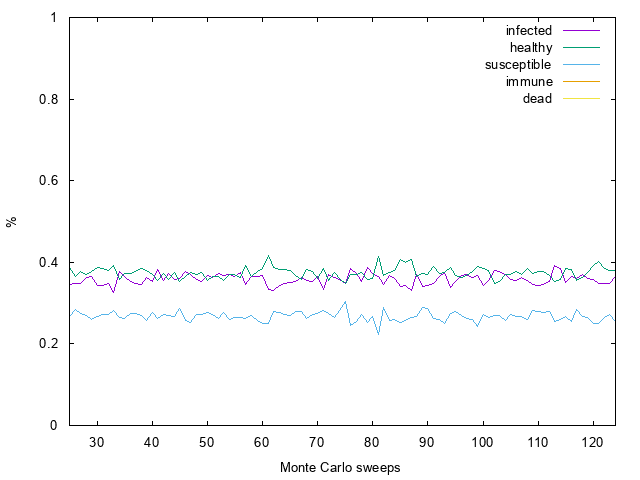 1
0.8
0.6
0.4
0.2
0
%
infected
healthy
susceptible
immune
dead
30 40 50 60 70 80 90 100 110 120
Monte Carlo sweeps